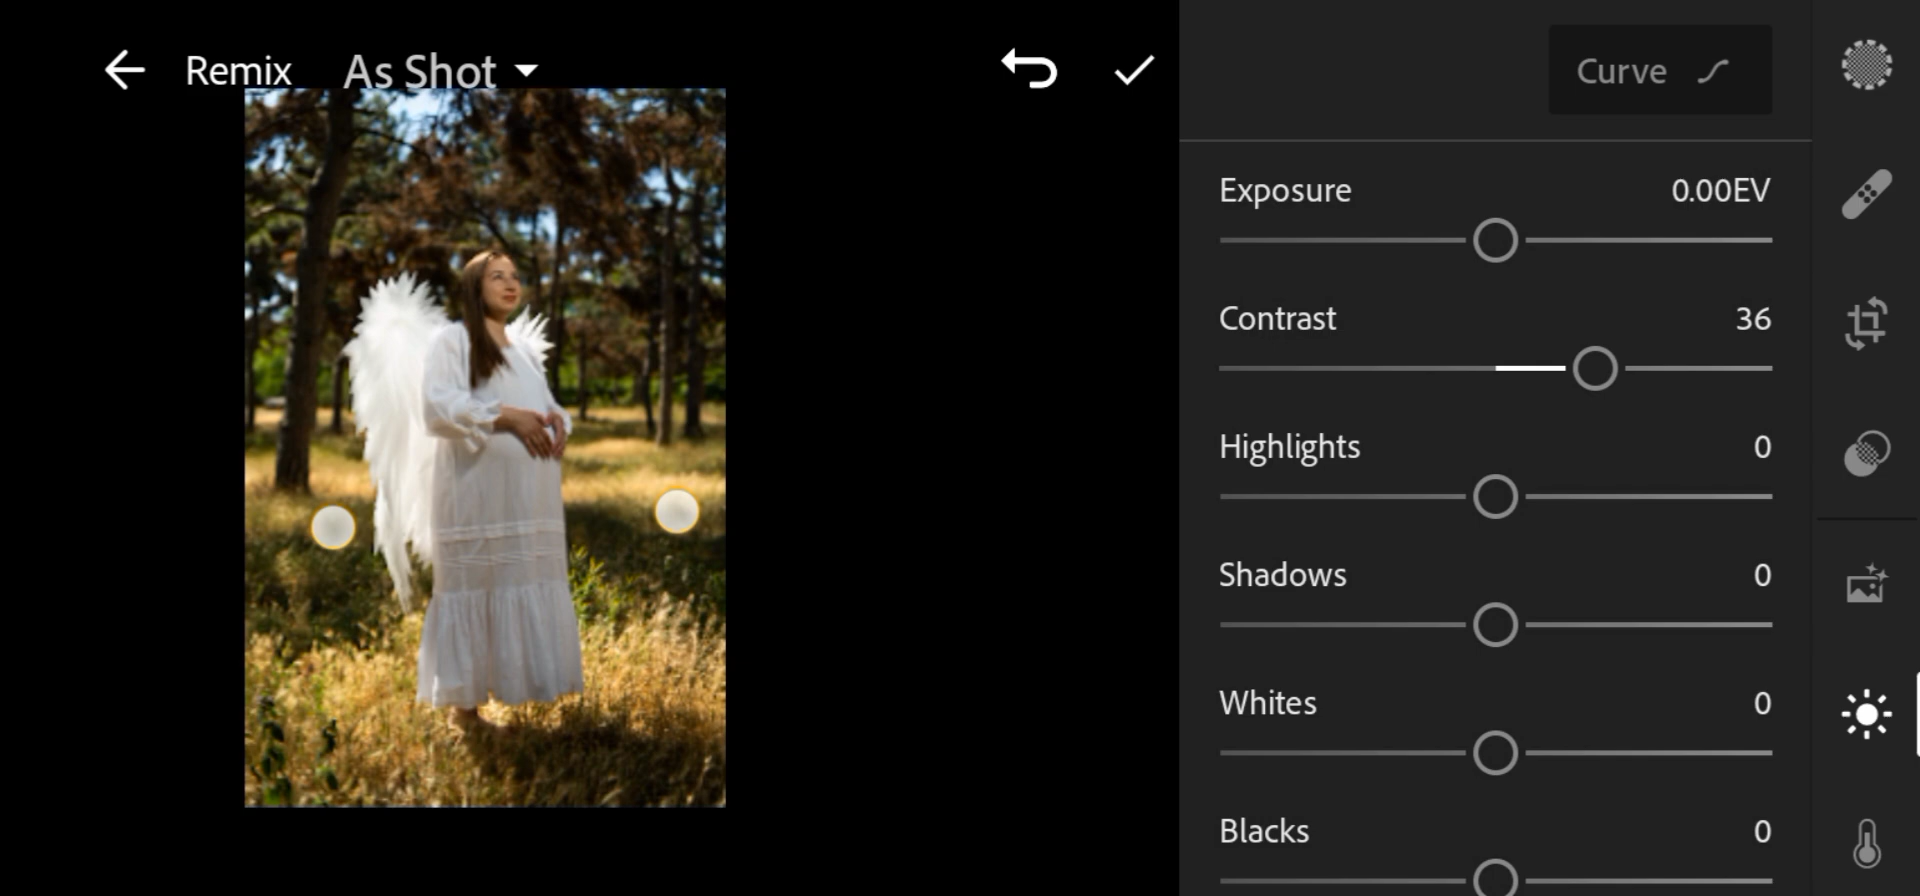 Remix As Shot
Curve
Exposure 0.00EV
Contrast 36
Highlights 0
Shadows 0
Whites 0
Blacks 0